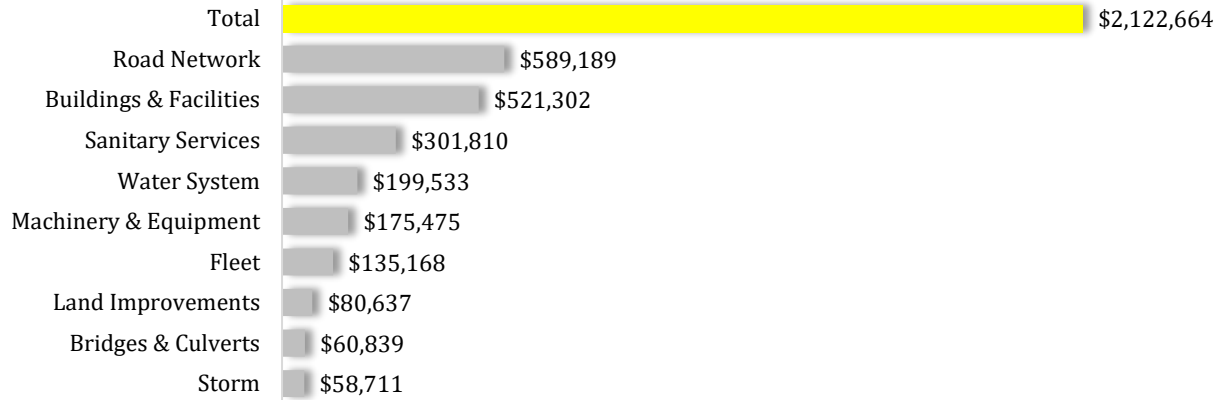 Total $2,122,664
Road Network $589,189
Buildings & Facilities $521,302
Sanitary Services $301,810
Water System $199,533
Machinery & Equipment $175,475
Fleet $135,168
Land Improvements $80,637
Bridges & Culverts $60,839
Storm $58,711